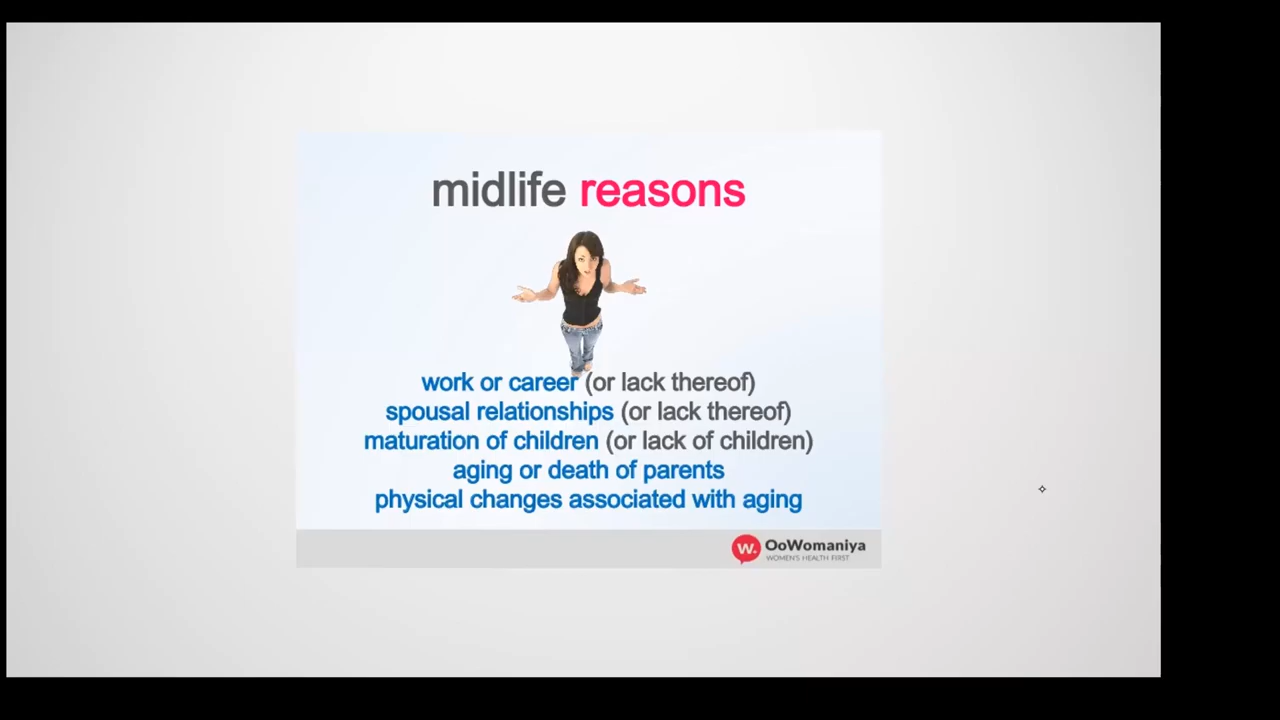 midlife reasons
work or career (or lack thereof)
spousal relationships (or lack thereof)
maturation of children (or lack of children)
aging or death of parents
physical changes associated with aging
W.
OoWomaniya
WOMEN'S HEALTH FIRST